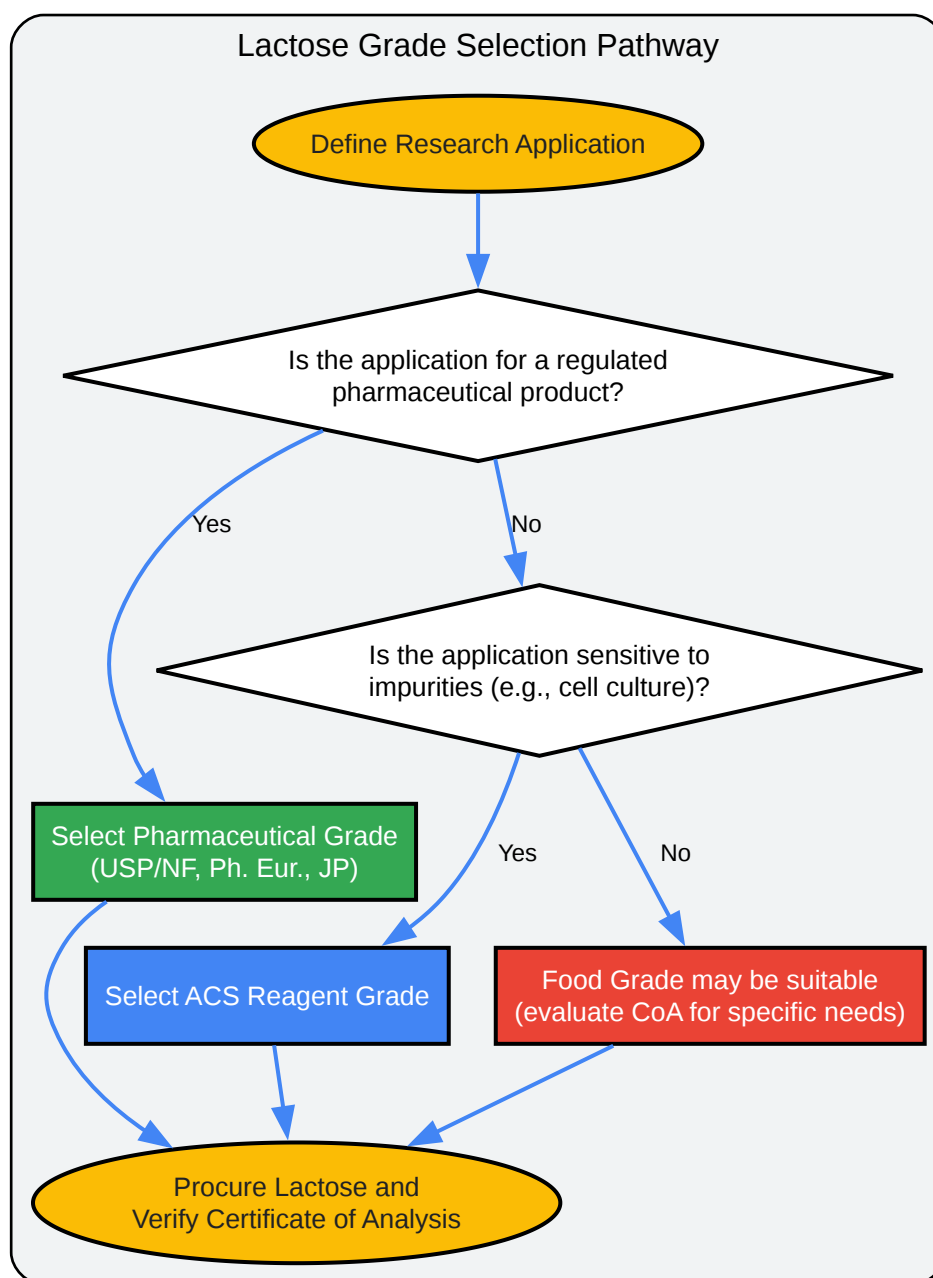 Lactose Grade Selection Pathway
Define Research Application
Is the application for a regulated
pharmaceutical product?
Yes
No
Is the application sensitive to
impurities (e.g., cell culture)?
Select Pharmaceutical Grade
(USP/NF, Ph. Eur., JP)
Yes
No
Select ACS Reagent Grade
Food Grade may be suitable
(evaluate CoA for specific needs)
Procure Lactose and
Verify Certificate of Analysis